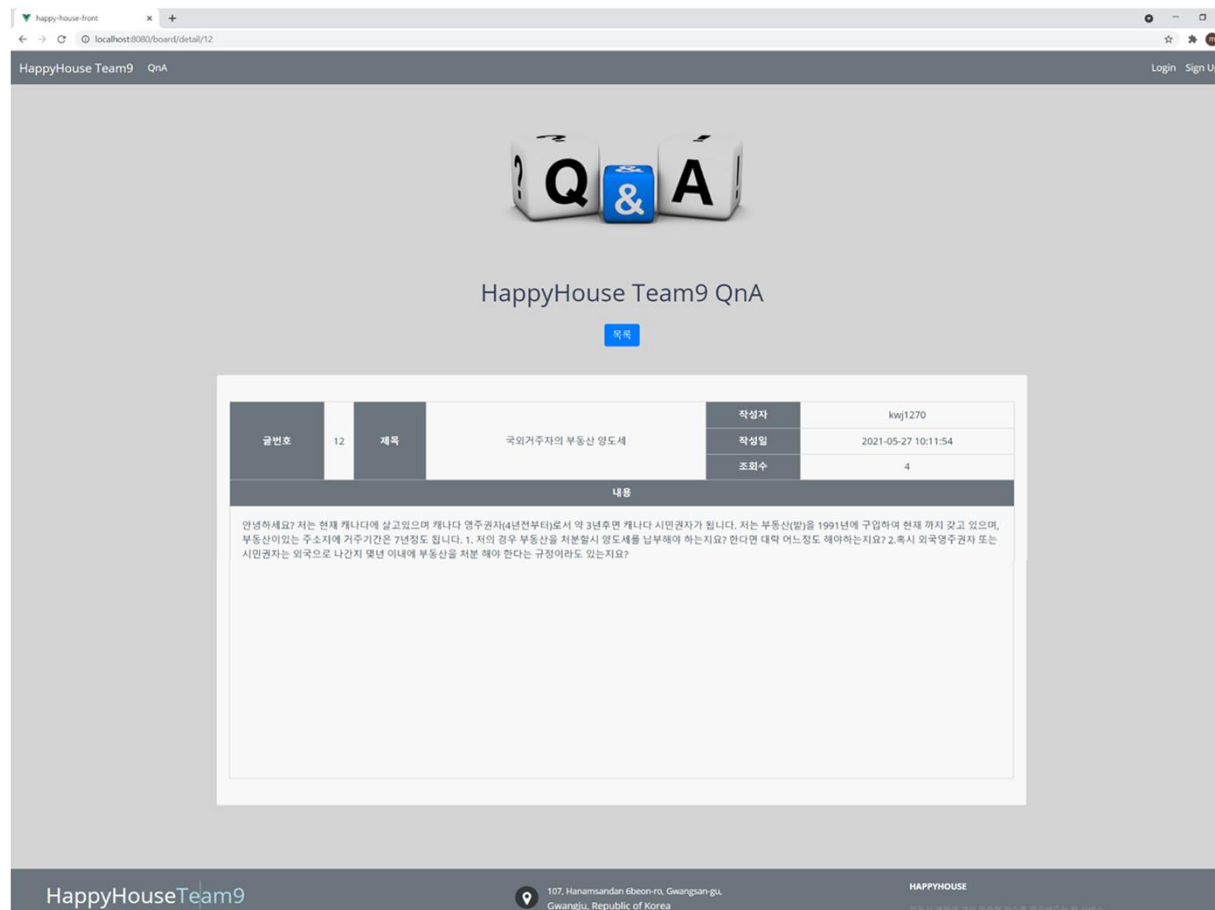 happy-house-front
localhost:8080/board/detail/12
HappyHouse Team9 QnA
Login Sign U
? Q & A !
HappyHouse Team9 QnA
목록
글번호 12 제목 국외거주자의 부동산 양도세
작성자 kwj1270
작성일 2021-05-27 10:11:54
조회수 4
내용
안녕하세요? 저는 현재 캐나다에 살고있으며 캐나다 영주권자(4년전부터)로서 약 3년후면 캐나다 시민권자가 됩니다. 저는 부동산(밭)을 1991년에 구입하여 현재 까지 갖고 있으며,
부동산이있는 주소지에 거주기간은 7년정도 됩니다. 1. 저의 경우 부동산을 처분할시 양도세를 납부해야 하는지요? 한다면 대략 어느정도 해야하는지요? 2.혹시 외국영주권자 또는
시민권자는 외국으로 나간지 몇년 이내에 부동산을 처분 해야 한다는 규정이라도 있는지요?
HappyHouseTeam9
107, Hanamsandan 6beon-ro, Gwangsan-gu,
Gwangju, Republic of Korea
HAPPYHOUSE